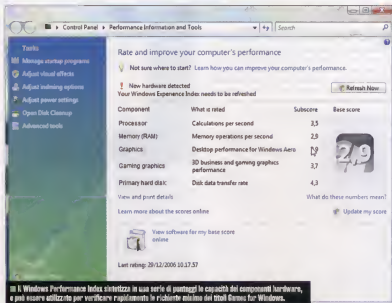 Control Panel ▸ Performance Information and Tools
Search
Tasks
Manage startup programs
Adjust visual effects
Adjust indexing options
Adjust power settings
Open Disk Cleanup
Advanced tools
Rate and improve your computer's performance
Not sure where to start? Learn how you can improve your computer's performance.
New hardware detected
Your Windows Experience Index needs to be refreshed
Refresh Now
Component What is rated Subscore Base score
Processor Calculations per second 3,5
Memory (RAM) Memory operations per second 2,9
Graphics Desktop performance for Windows Aero
Gaming graphics 3D business and gaming graphics performance 3,7
Primary hard disk Disk data transfer rate 4,3
2,9
View and print details What do these numbers mean?
Learn more about the scores online Update my score
View software for my base score online
Last rating: 29/12/2006 10.17.57
Il Windows Performance Index sintetizza in una serie di punteggi le capacità dei componenti hardware,
e può essere utilizzato per verificare rapidamente le richieste minime dei titoli Games for Windows.